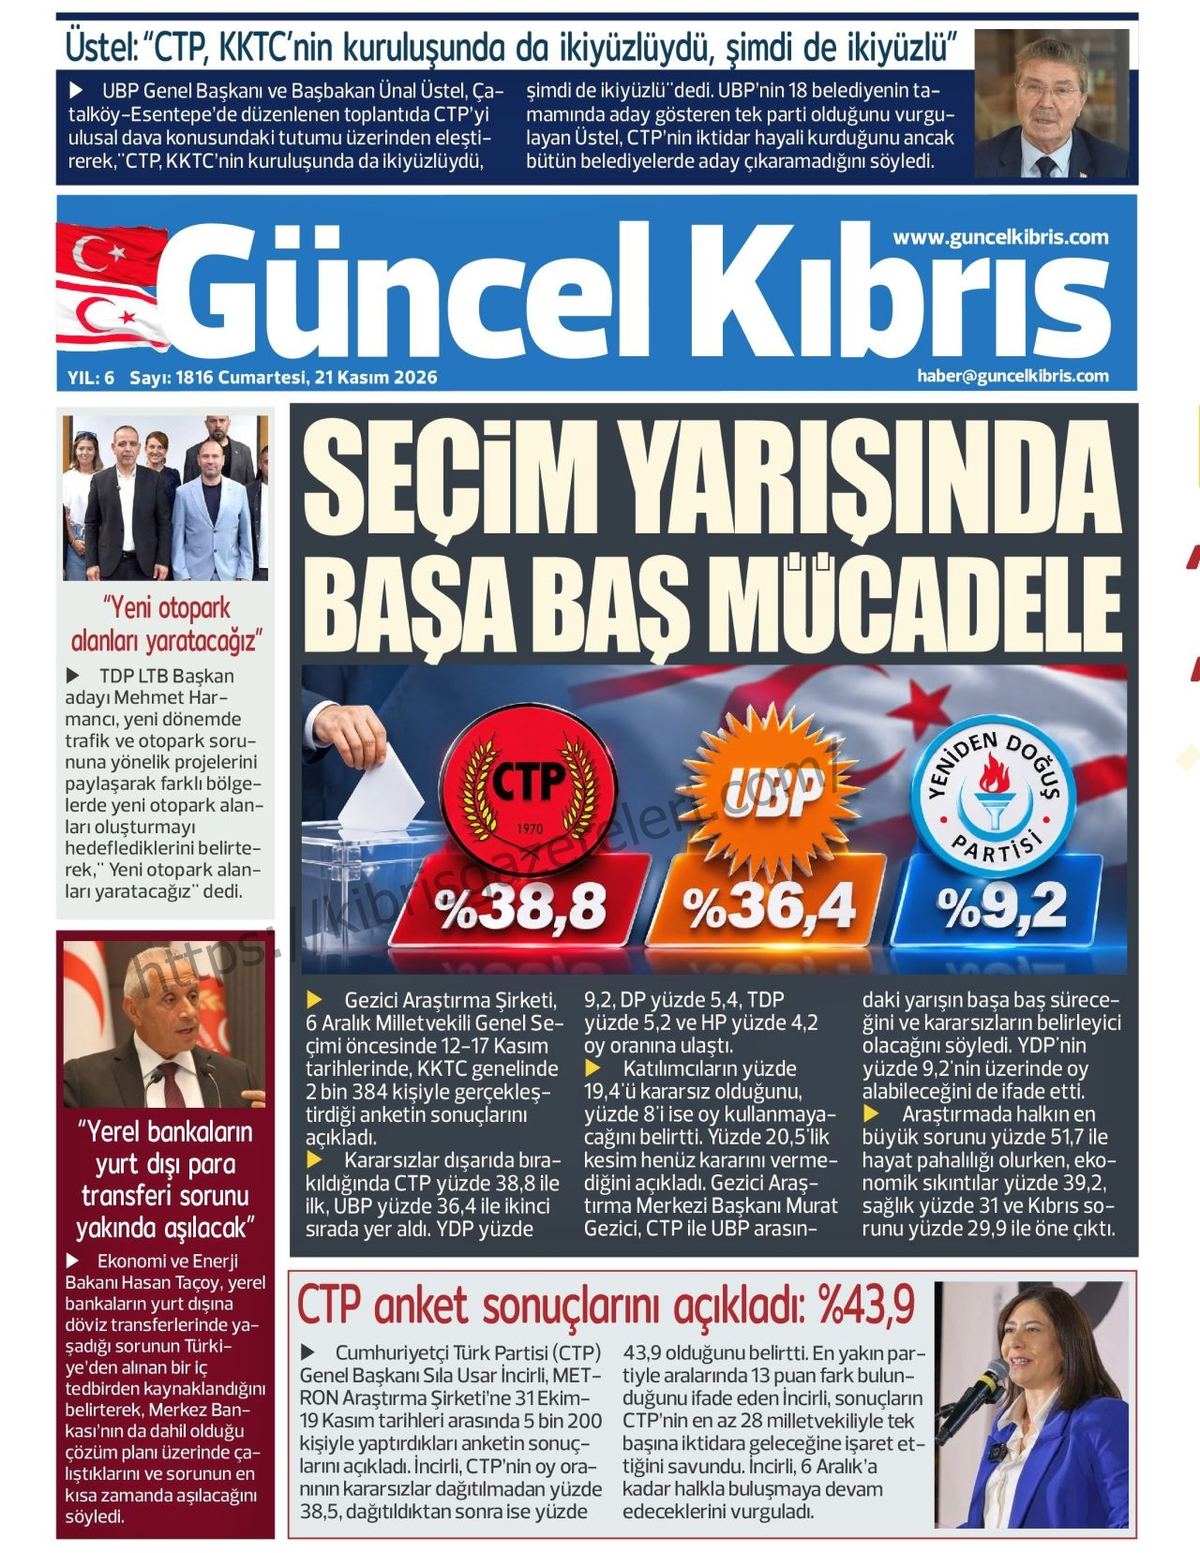 Üstel: “CTP, KKTC’nin kuruluşunda da ikiyüzlüydü, şimdi de ikiyüzlü”
UBP Genel Başkanı ve Başbakan Ünal Üstel, Ça-
talköy-Esentepe’de düzenlenen toplantıda CTP’yi
ulusal dava konusundaki tutumu üzerinden eleşti-
rerek,¨CTP, KKTC’nin kuruluşunda da ikiyüzlüydü,
şimdi de ikiyüzlü¨dedi. UBP’nin 18 belediyenin ta-
mamında aday gösteren tek parti olduğunu vurgu-
layan Üstel, CTP’nin iktidar hayali kurduğunu ancak
bütün belediyelerde aday çıkaramadığını söyledi.
Güncel Kıbrıs
www.guncelkibris.com
YIL: 6 Sayı: 1816 Cumartesi, 21 Kasım 2026
haber@guncelkibris.com
“Yeni otopark
alanları yaratacağız”
TDP LTB Başkan
adayı Mehmet Har-
mancı, yeni dönemde
trafik ve otopark soru-
nuna yönelik projelerini
paylaşarak farklı bölge-
lerde yeni otopark alan-
ları oluşturmayı
hedeflediklerini belirte-
rek,¨ Yeni otopark alan-
ları yaratacağız¨ dedi.
“Yerel bankaların
yurt dışı para
transferi sorunu
yakında aşılacak”
Ekonomi ve Enerji
Bakanı Hasan Taçoy, yerel
bankaların yurt dışına
döviz transferlerinde ya-
şadığı sorunun Türki-
ye’den alınan bir iç
tedbirden kaynaklandığını
belirterek, Merkez Ban-
kası’nın da dahil olduğu
çözüm planı üzerinde ça-
lıştıklarını ve sorunun en
kısa zamanda aşılacağını
söyledi.
SEÇİM YARIŞINDA
BAŞA BAŞ MÜCADELE
CTP
1970
UBP
YENİDEN DOĞUŞ
PARTİSİ
%38,8
%36,4
%9,2
https://kibrisgazeteleri.com/
Gezici Araştırma Şirketi,
6 Aralık Milletvekili Genel Se-
çimi öncesinde 12-17 Kasım
tarihlerinde, KKTC genelinde
2 bin 384 kişiyle gerçekleş-
tirdiği anketin sonuçlarını
açıkladı.
Kararsızlar dışarıda bıra-
kıldığında CTP yüzde 38,8 ile
ilk, UBP yüzde 36,4 ile ikinci
sırada yer aldı. YDP yüzde
9,2, DP yüzde 5,4, TDP
yüzde 5,2 ve HP yüzde 4,2
oy oranına ulaştı.
Katılımcıların yüzde
19,4'ü kararsız olduğunu,
yüzde 8'i ise oy kullanmaya-
cağını belirtti. Yüzde 20,5'lik
kesim henüz kararını verme-
diğini açıkladı. Gezici Araş-
tırma Merkezi Başkanı Murat
Gezici, CTP ile UBP arasın-
daki yarışın başa baş sürece-
ğini ve kararsızların belirleyici
olacağını söyledi. YDP'nin
yüzde 9,2'nin üzerinde oy
alabileceğini de ifade etti.
Araştırmada halkın en
büyük sorunu yüzde 51,7 ile
hayat pahalılığı olurken, eko-
nomik sıkıntılar yüzde 39,2,
sağlık yüzde 31 ve Kıbrıs so-
runu yüzde 29,9 ile öne çıktı.
CTP anket sonuçlarını açıkladı: %43,9
Cumhuriyetçi Türk Partisi (CTP)
Genel Başkanı Sıla Usar İncirli, MET-
RON Araştırma Şirketi’ne 31 Ekim-
19 Kasım tarihleri arasında 5 bin 200
kişiyle yaptırdıkları anketin sonuç-
larını açıkladı. İncirli, CTP’nin oy ora-
nının kararsızlar dağıtılmadan yüzde
38,5, dağıtıldıktan sonra ise yüzde
43,9 olduğunu belirtti. En yakın par-
tiyle aralarında 13 puan fark bulun-
duğunu ifade eden İncirli, sonuçların
CTP’nin en az 28 milletvekiliyle tek
başına iktidara geleceğine işaret et-
tiğini savundu. İncirli, 6 Aralık’a
kadar halkla buluşmaya devam
edeceklerini vurguladı.